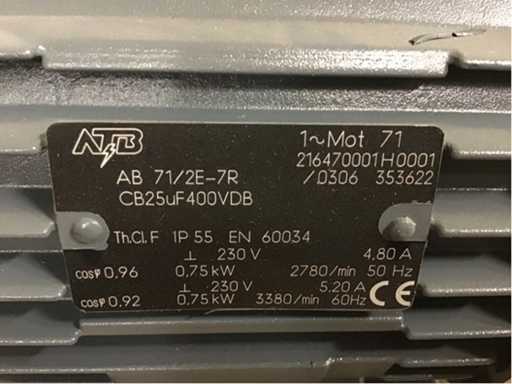 ATB
1~Mot 71
216470001H0001
AB 71/2E-7R
/0306 353622
CB25uF400VDB
Th.Cl.F IP 55 EN 60034
⊥ 230 V 4,80 A
cosφ 0.96 0,75 kW 2780/min 50 Hz
⊥ 230 V 5.20 A
cosφ 0.92 0,75 kW 3380/min 60Hz CE